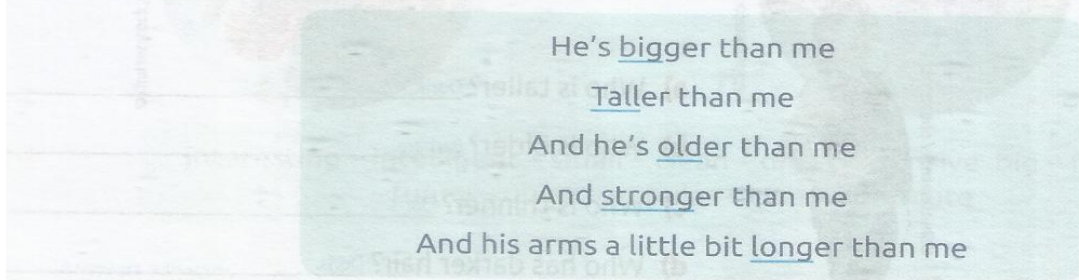 He's bigger than me
Taller than me
And he's older than me
And stronger than me
And his arms a little bit longer than me